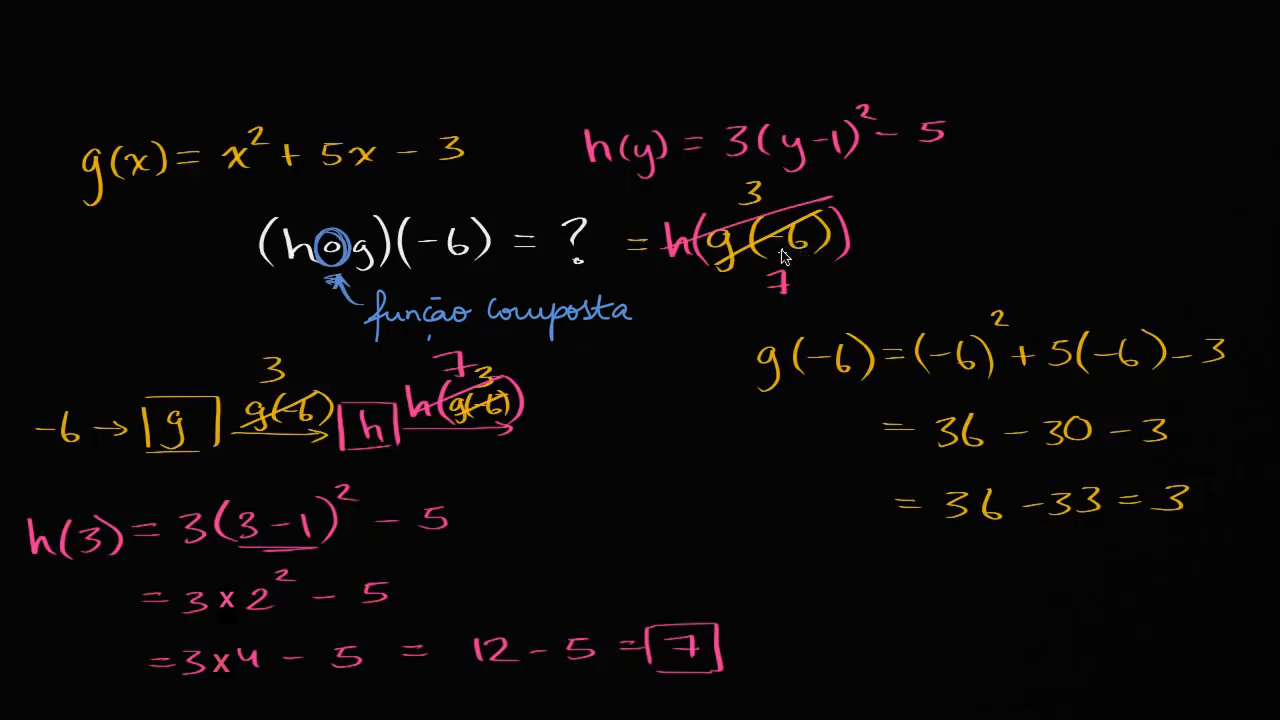 g(x) = x² + 5x - 3
h(y) = 3(y-1)² - 5
(hog)(-6) = ? = h(g(-6))
3
7
função composta
-6 → g g(-6) h h(g(-6))
3
7 3
g(-6) = (-6)² + 5(-6) - 3
= 36 - 30 - 3
= 36 - 33 = 3
h(3) = 3(3-1)² - 5
= 3 x 2² - 5
= 3 x 4 - 5 = 12 - 5 = 7